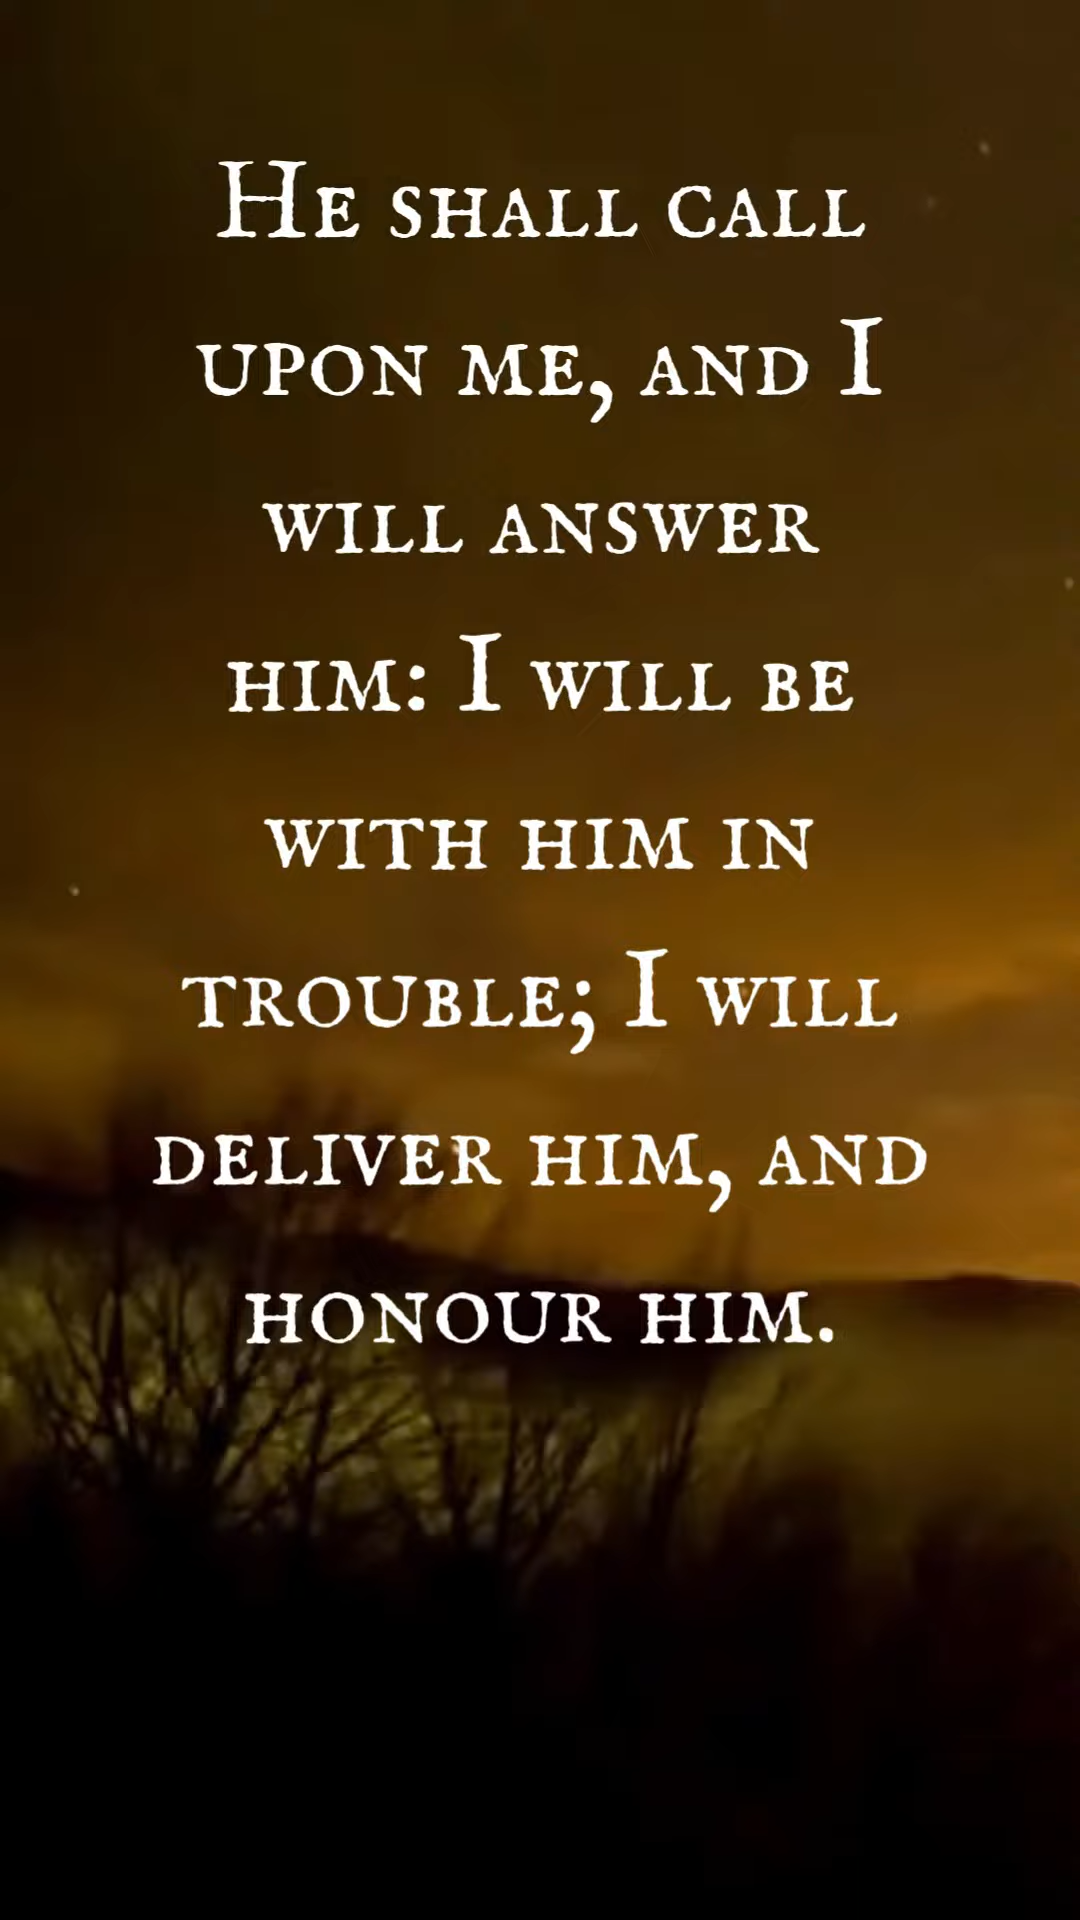 He shall call
upon me, and I
will answer
him: I will be
with him in
trouble; I will
deliver him, and
honour him.